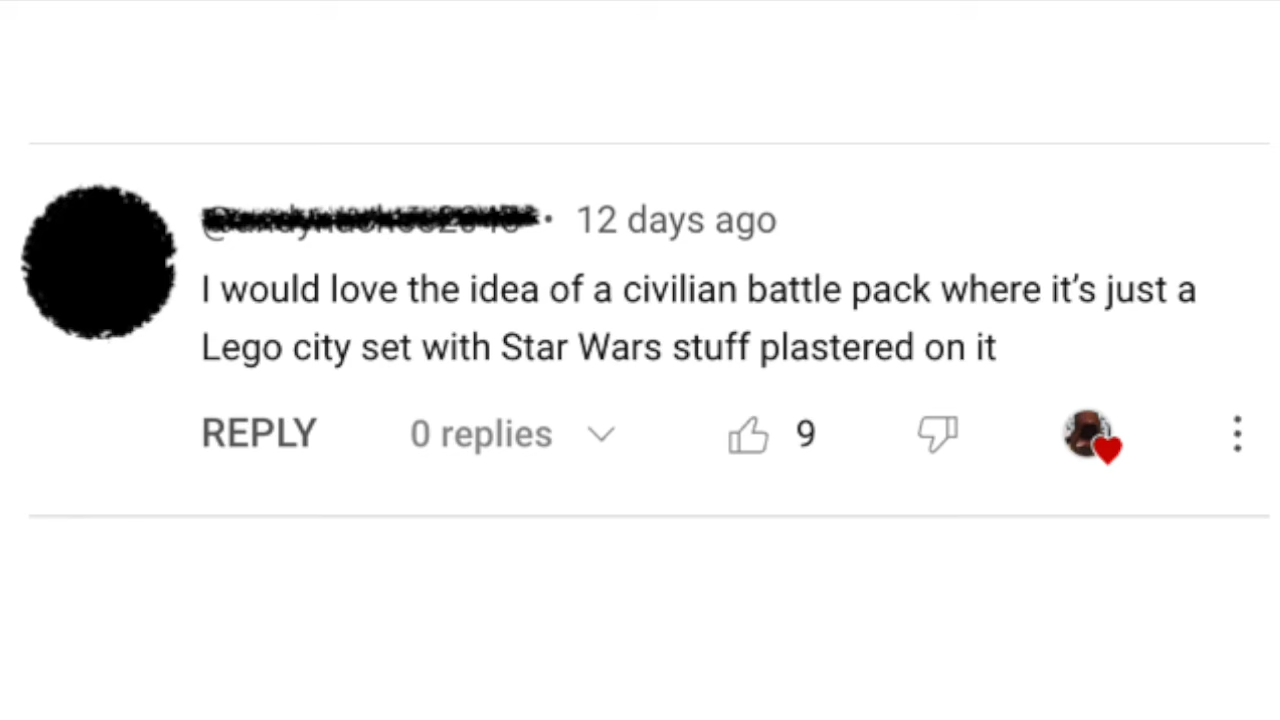 · 12 days ago
I would love the idea of a civilian battle pack where it’s just a
Lego city set with Star Wars stuff plastered on it
REPLY 0 replies 9